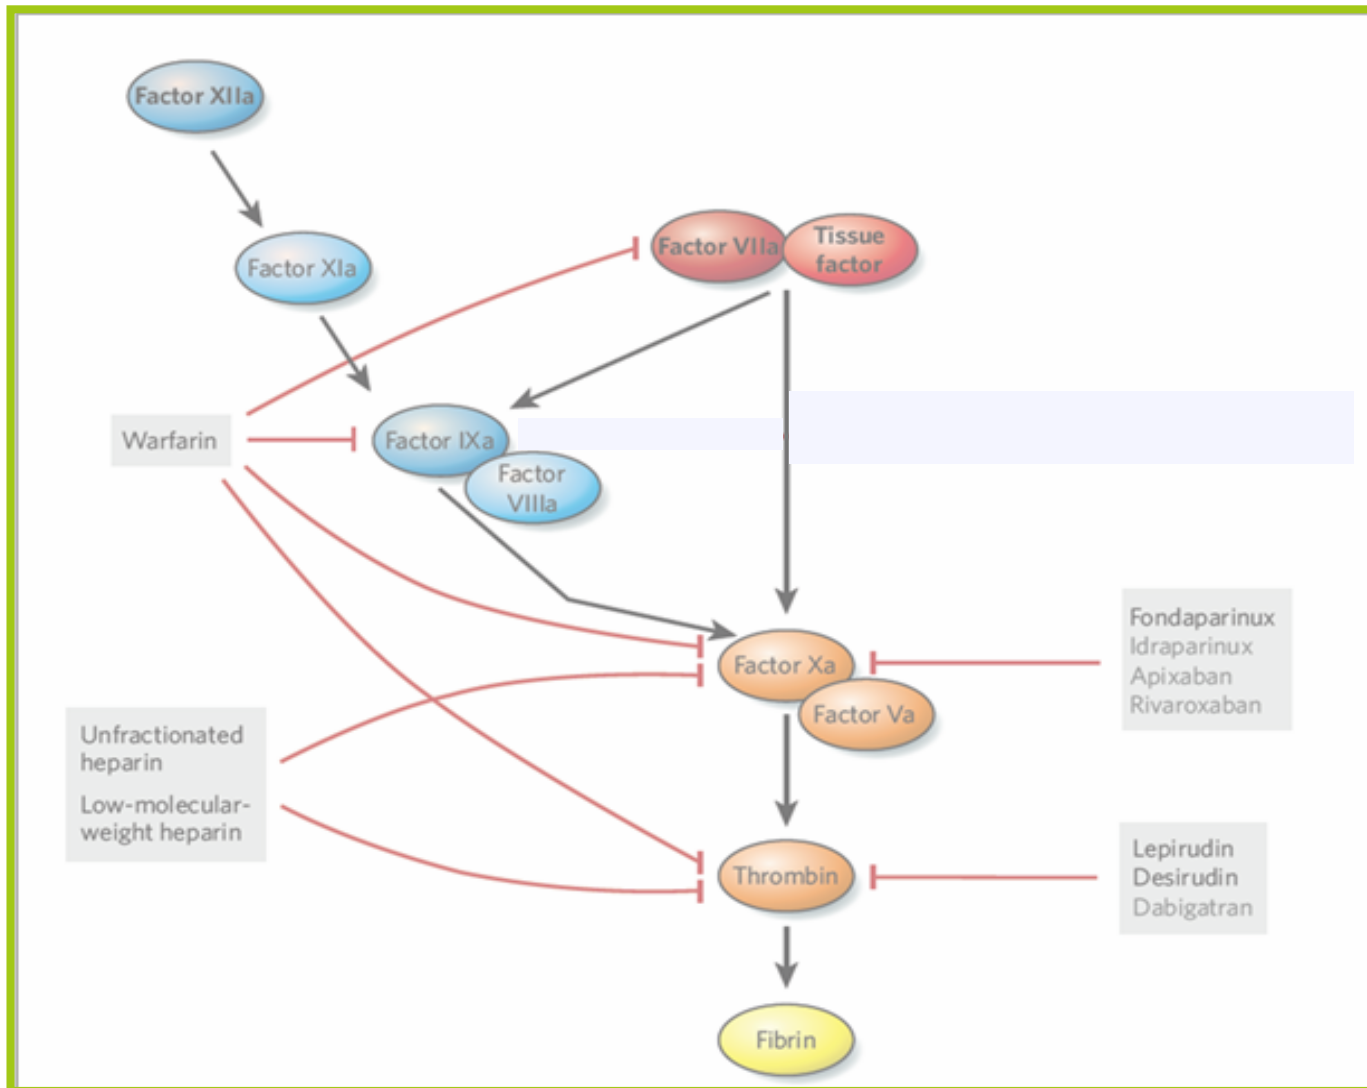 Factor XIIa
Factor XIa
Factor VIIa
Tissue
factor
Warfarin
Factor IXa
Factor
VIIIa
Fondaparinux
Idraparinux
Apixaban
Rivaroxaban
Factor Xa
Factor Va
Unfractionated
heparin
Low-molecular-
weight heparin
Thrombin
Lepirudin
Desirudin
Dabigatran
Fibrin